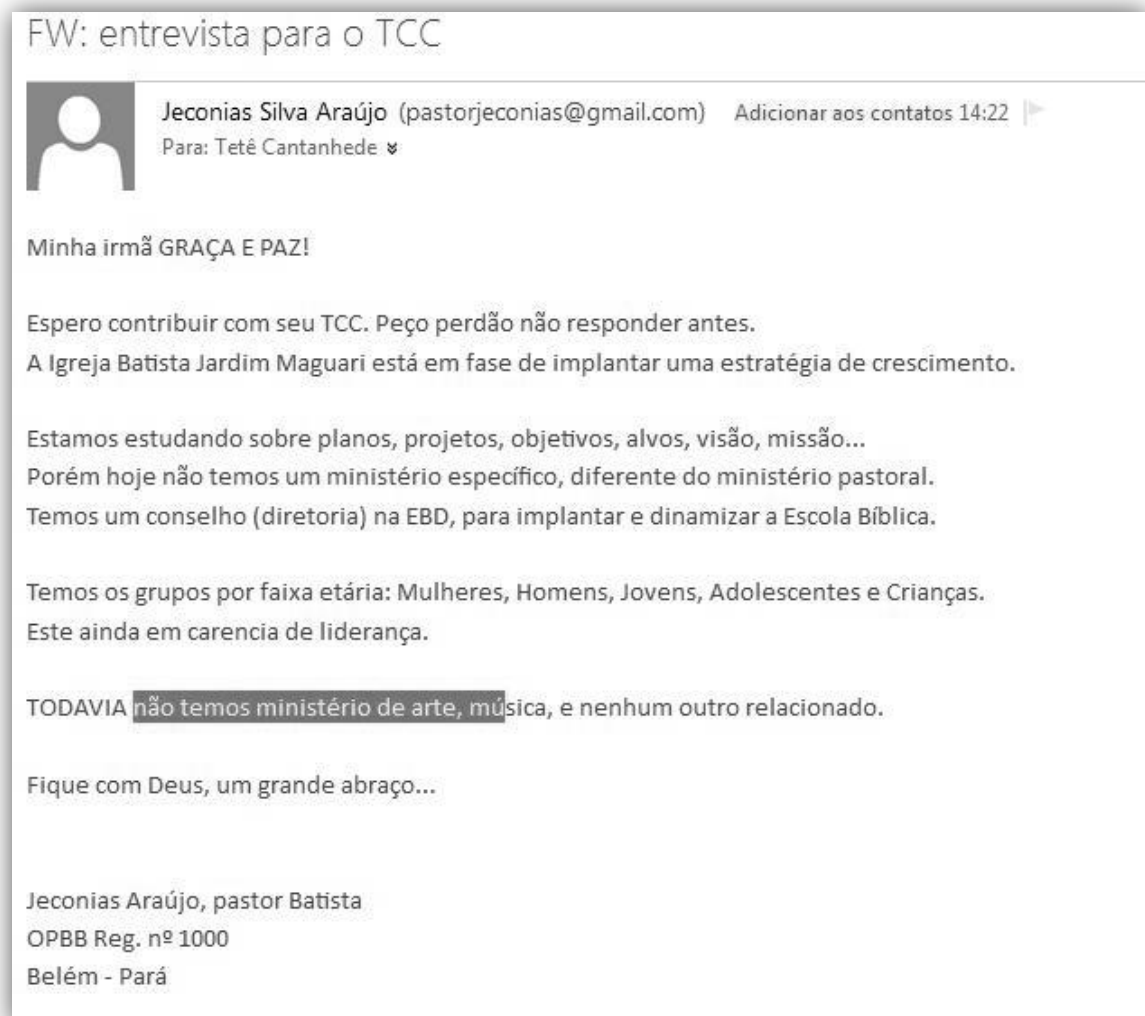 FW: entrevista para o TCC
Jeconias Silva Araújo (pastorjeconias@gmail.com) Adicionar aos contatos 14:22
Para: Tetê Cantanhede
Minha irmã GRAÇA E PAZ!
Espero contribuir com seu TCC. Peço perdão não responder antes.
A Igreja Batista Jardim Maguari está em fase de implantar uma estratégia de crescimento.
Estamos estudando sobre planos, projetos, objetivos, alvos, visão, missão...
Porém hoje não temos um ministério específico, diferente do ministério pastoral.
Temos um conselho (diretoria) na EBD, para implantar e dinamizar a Escola Bíblica.
Temos os grupos por faixa etária: Mulheres, Homens, Jovens, Adolescentes e Crianças.
Este ainda em carencia de liderança.
TODAVIA não temos ministério de arte, música, e nenhum outro relacionado.
Fique com Deus, um grande abraço...
Jeconias Araújo, pastor Batista
OPBB Reg. nº 1000
Belém - Pará